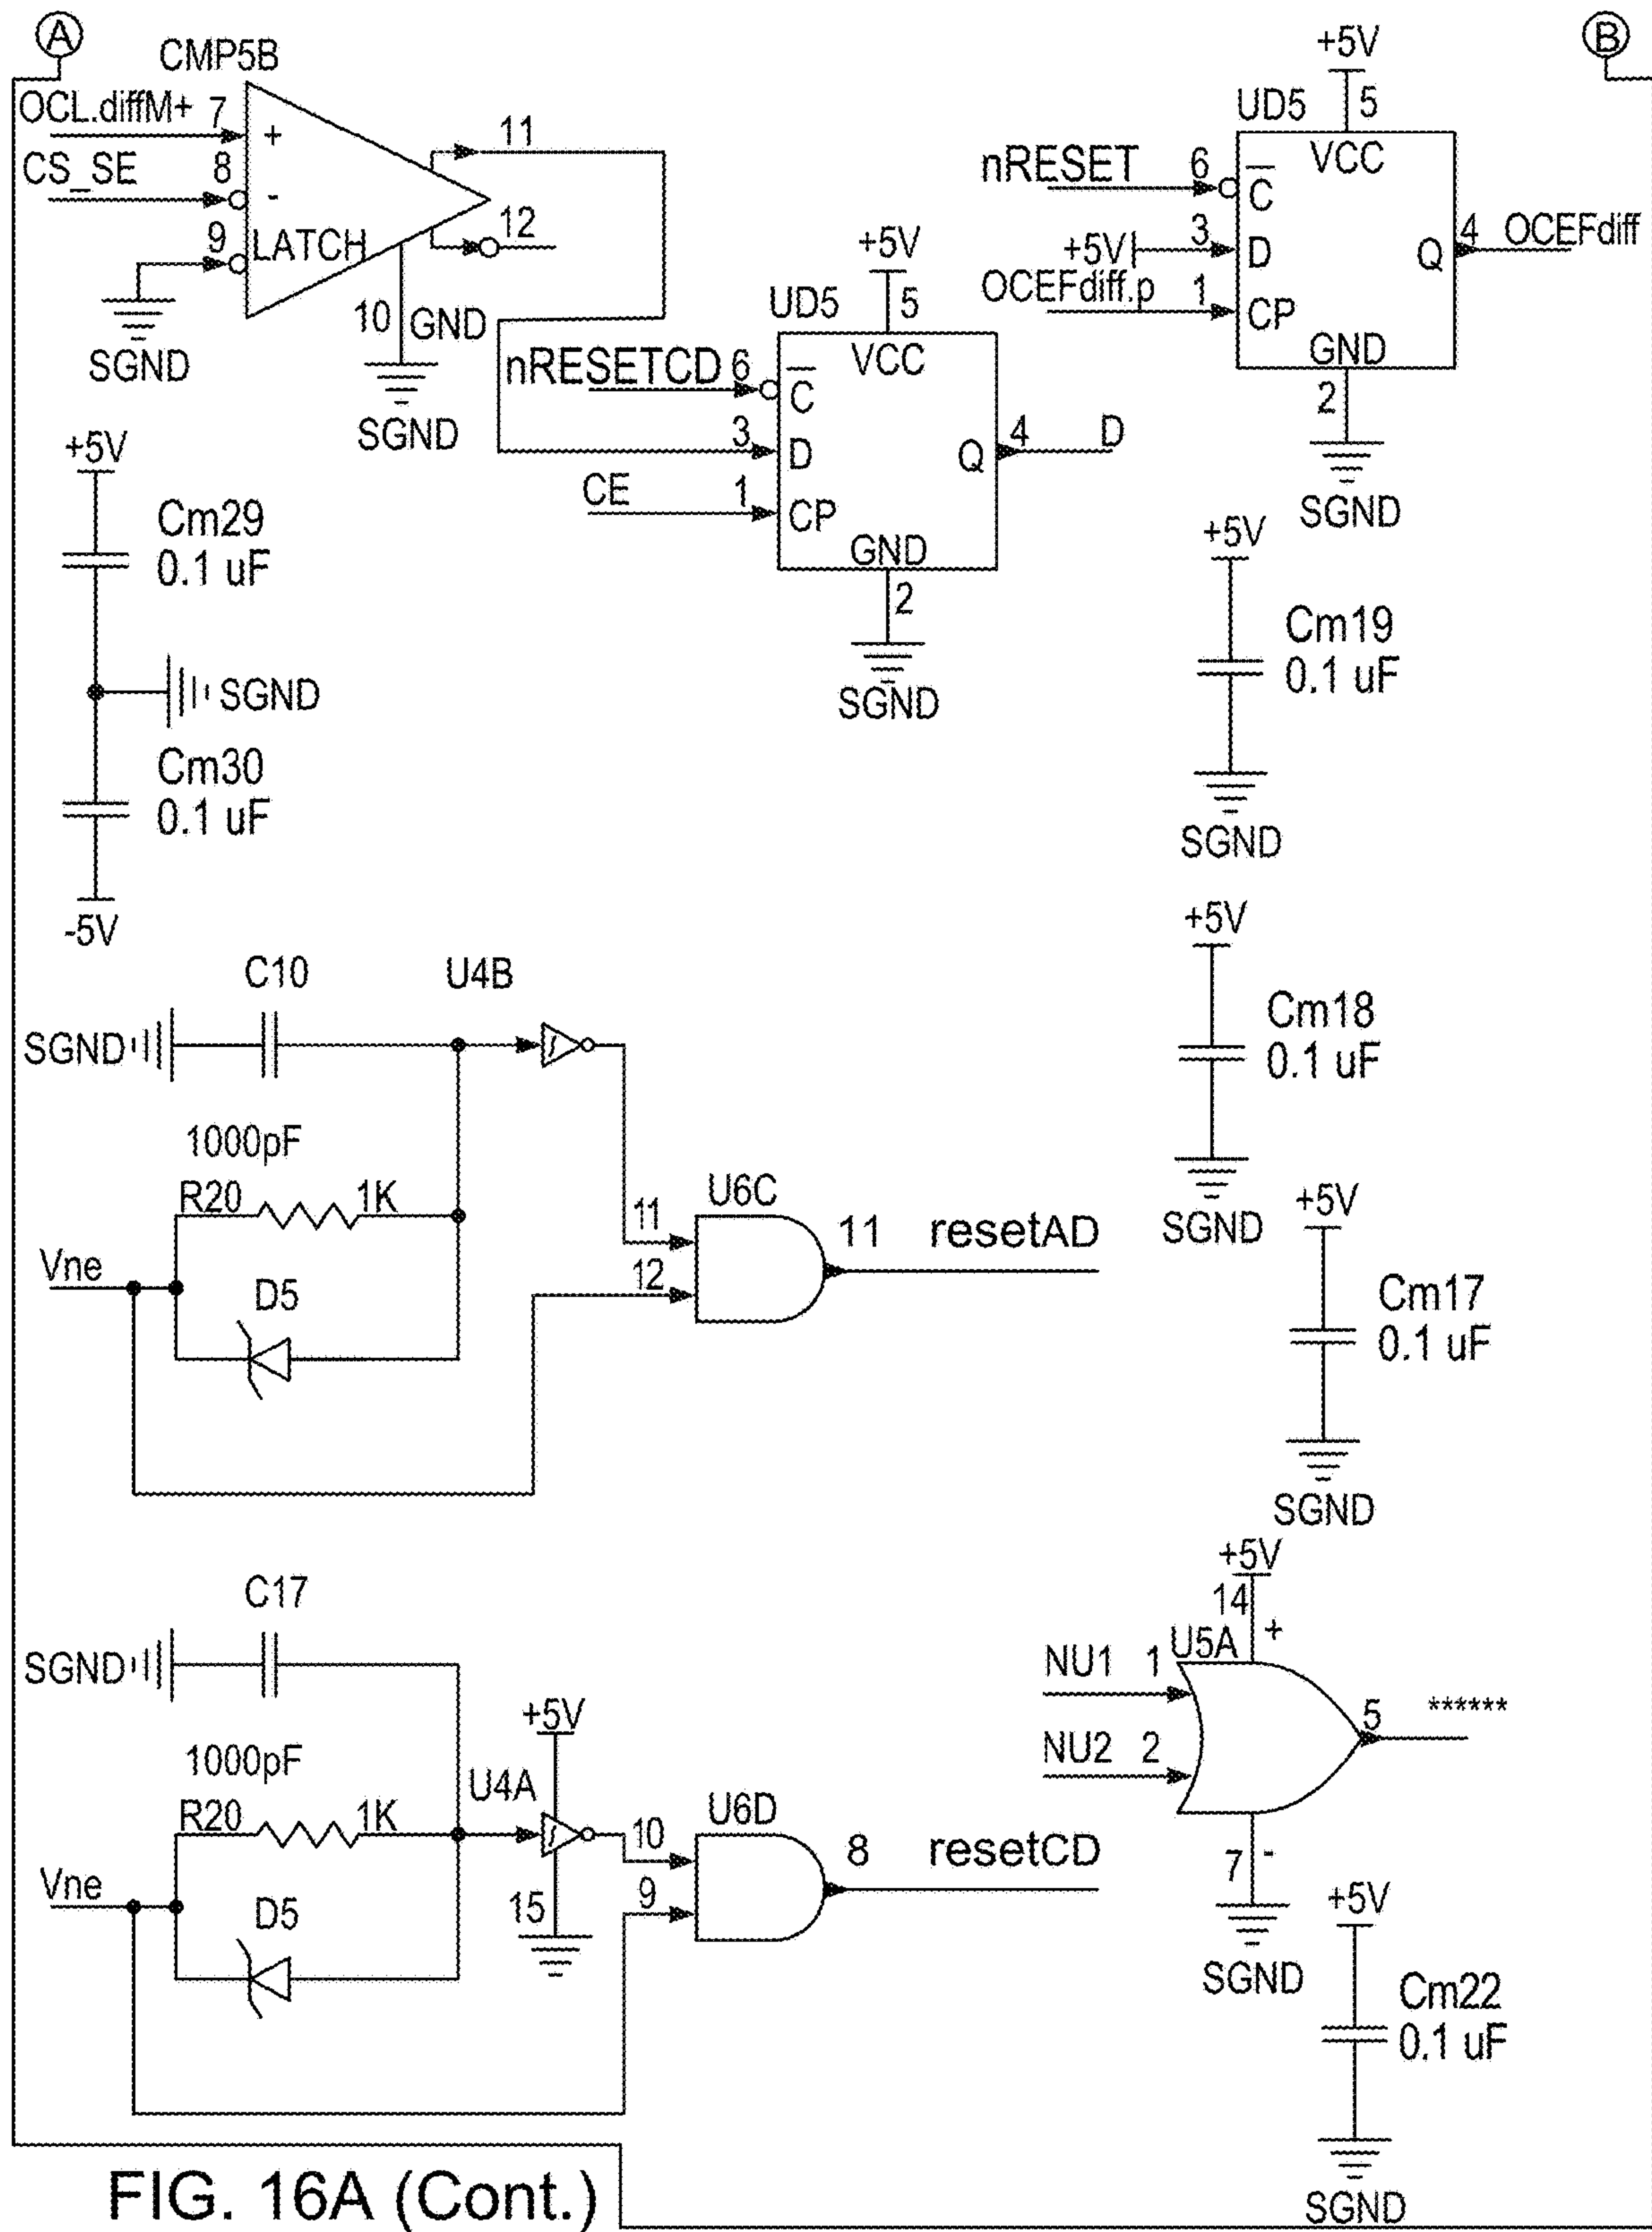 A
B
CMP5B
OCL.diffM+ 7
+
CS_SE 8
-
9 LATCH
SGND
11
12
10 GND
SGND
+5V
UD5 5
VCC
nRESET 6 C
+5V 3 D
OCEFdiff.p 1 CP
Q 4 OCEFdiff
GND
2
SGND
+5V
UD5 5
VCC
nRESETCD 6 C
3 D
CE 1 CP
Q 4 D
GND
2
SGND
+5V
Cm29
0.1 uF
SGND
Cm30
0.1 uF
-5V
+5V
Cm19
0.1 uF
SGND
+5V
Cm18
0.1 uF
SGND
+5V
Cm17
0.1 uF
SGND
C10
U4B
SGND
1000pF
R20 1K
Vne
D5
U6C
11
12
11 resetAD
C17
SGND
1000pF
R20 1K
Vne
D5
+5V
U4A
15
U6D
10
9
8 resetCD
+5V
14 +
U5A
NU1 1
NU2 2
5 ******
7 -
SGND
+5V
Cm22
0.1 uF
SGND
FIG. 16A (Cont.)